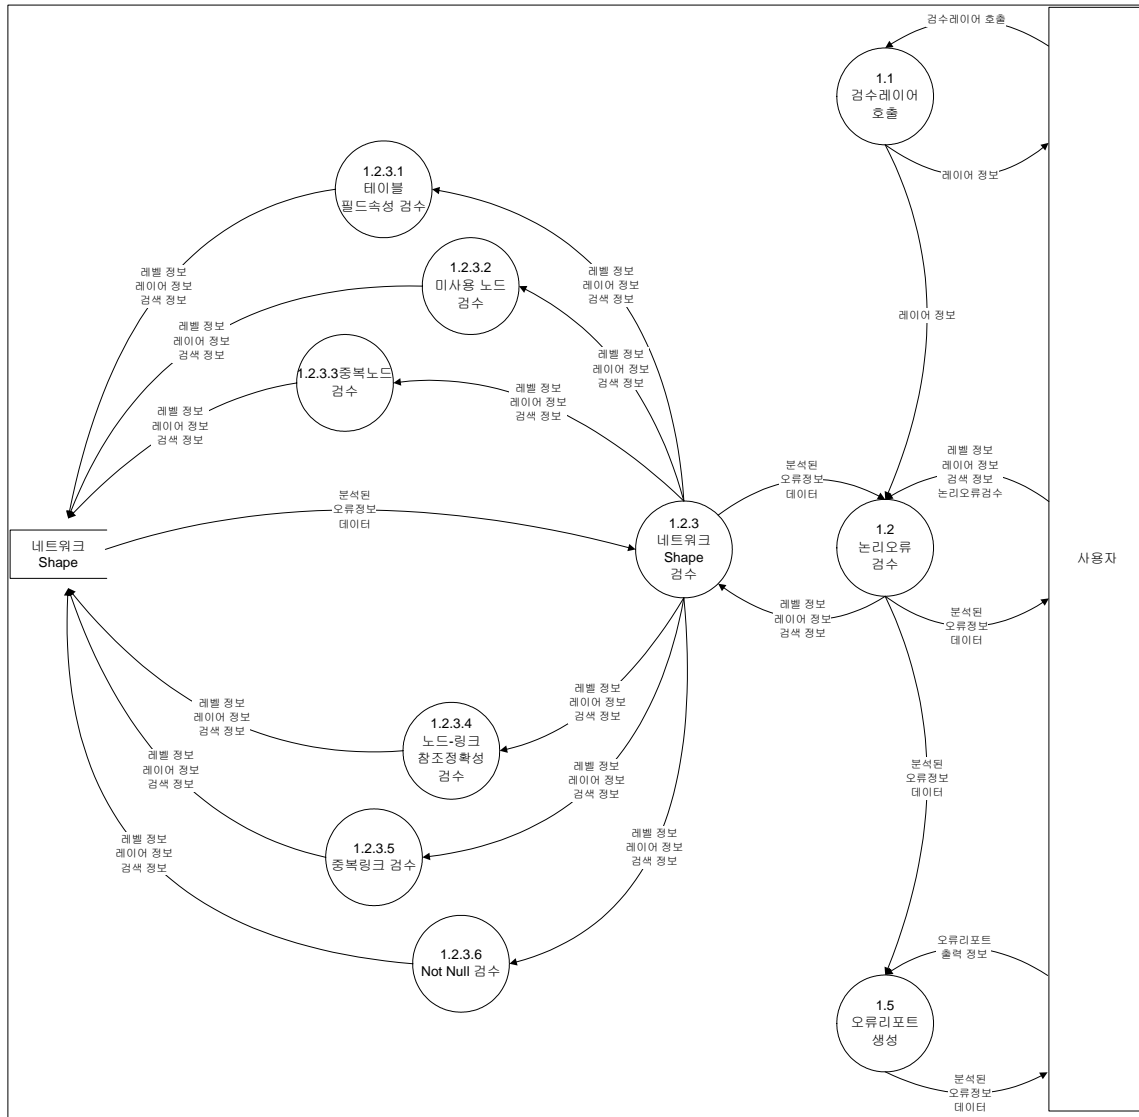 검수레이어 호출
1.1
검수레이어
호출
레이어 정보
레이어 정보
1.2.3.1
테이블
필드속성 검수
레벨 정보
레이어 정보
검색 정보
레벨 정보
레이어 정보
검색 정보
1.2.3.2
미사용 노드
검수
레벨 정보
레이어 정보
검색 정보
레벨 정보
레이어 정보
검색 정보
1.2.3.3중복노드
검수
레벨 정보
레이어 정보
검색 정보
레벨 정보
레이어 정보
검색 정보
분석된
오류정보
데이터
네트워크
Shape
1.2.3
네트워크
Shape
검수
분석된
오류정보
데이터
레벨 정보
레이어 정보
검색 정보
논리오류검수
1.2
논리오류
검수
사용자
레벨 정보
레이어 정보
검색 정보
분석된
오류정보
데이터
레벨 정보
레이어 정보
검색 정보
1.2.3.4
노드-링크
참조정확성
검수
레벨 정보
레이어 정보
검색 정보
레벨 정보
레이어 정보
검색 정보
1.2.3.5
중복링크 검수
레벨 정보
레이어 정보
검색 정보
분석된
오류정보
데이터
레벨 정보
레이어 정보
검색 정보
1.2.3.6
Not Null 검수
레벨 정보
레이어 정보
검색 정보
오류리포트
출력 정보
1.5
오류리포트
생성
분석된
오류정보
데이터